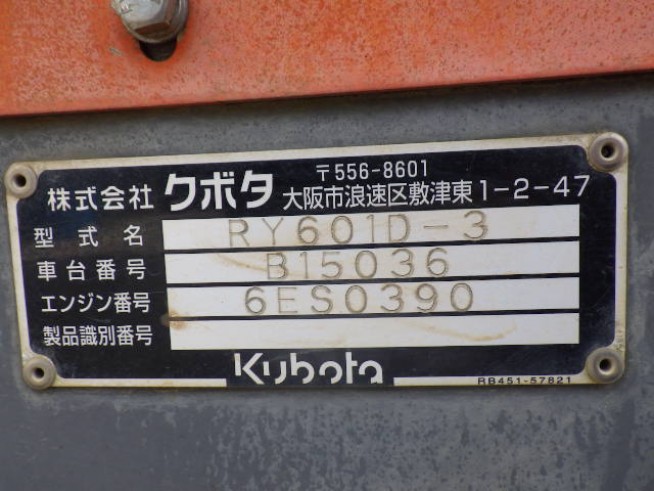 株式会社 クボタ 〒556-8601
大阪市浪速区敷津東1-2-47
型式名 RY601D-3
車台番号 B15036
エンジン番号 6ES0390
製品識別番号
Kubota
RB451-57821